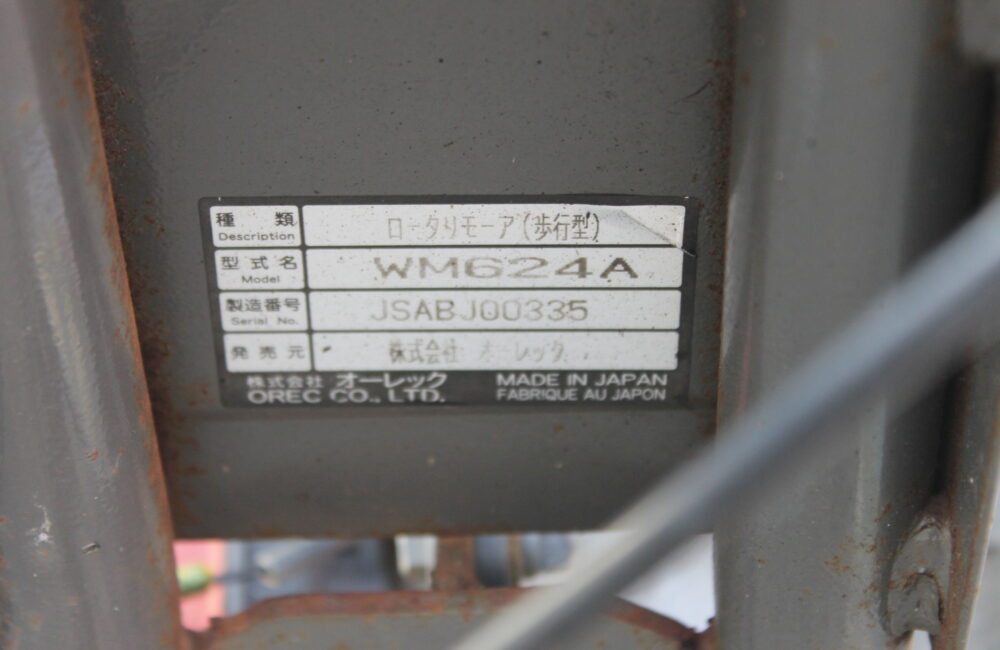 種類 ロータリモーア(歩行型)
Description
型式名 WM624A
Model
製造番号 JSABJ00335
Serial No.
発売元 株式会社 オーレック
株式会社 オーレック MADE IN JAPAN
OREC CO., LTD. FABRIQUE AU JAPON